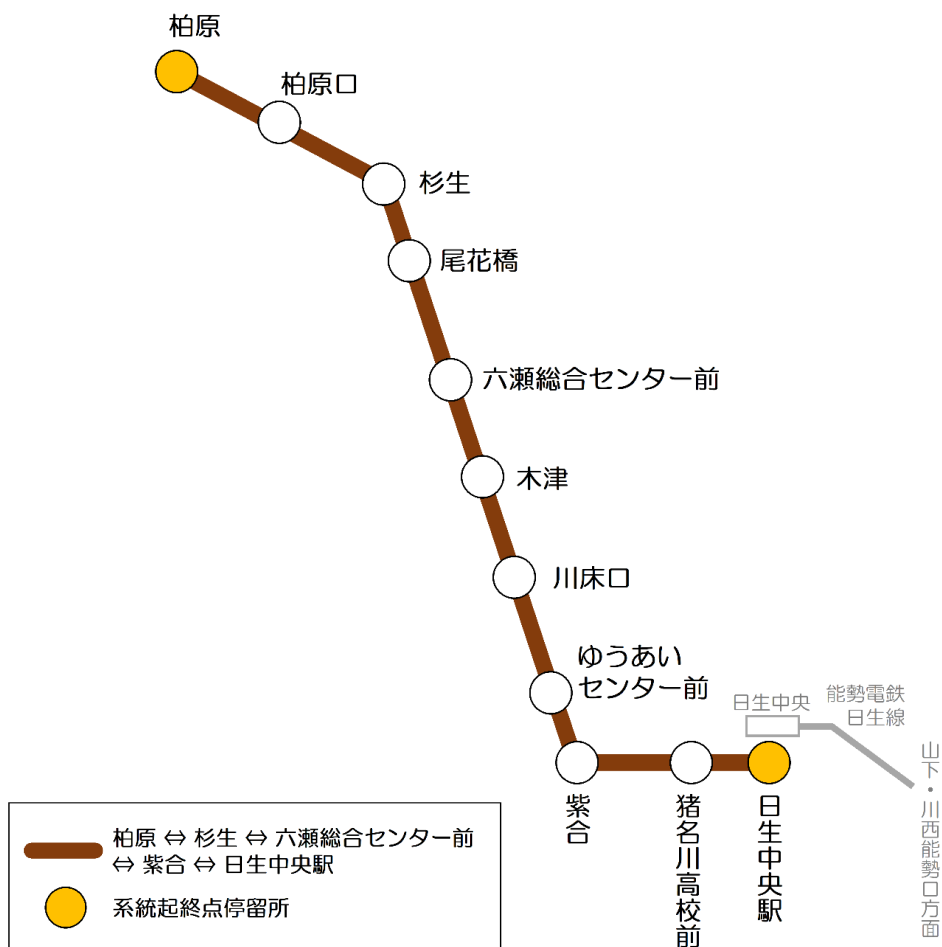 柏原
柏原口
杉生
尾花橋
六瀬総合センター前
木津
川床口
ゆうあい
センター前
日生中央
能勢電鉄
日生線
山下・川西能勢口方面
紫合
猪名川高校前
日生中央駅
柏原 ⇔ 杉生 ⇔ 六瀬総合センター前
⇔ 紫合 ⇔ 日生中央駅
系統起終点停留所